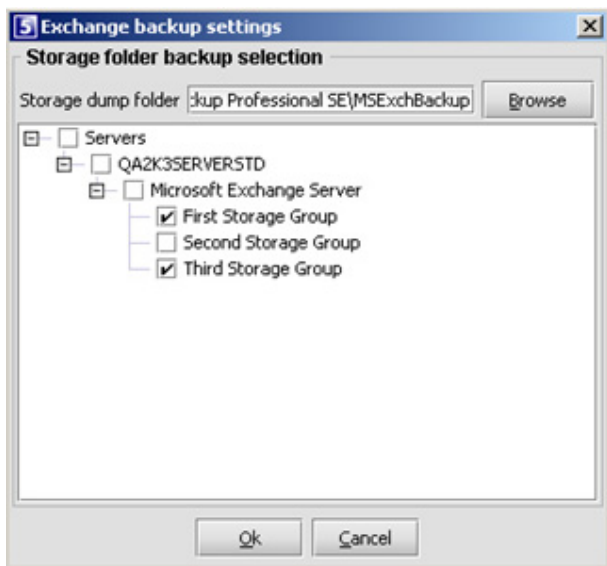 5 Exchange backup settings
Storage folder backup selection
Storage dump folder :kup Professional SE\MSExchBackup Browse
Servers
QA2K3SERVERSTD
Microsoft Exchange Server
First Storage Group
Second Storage Group
Third Storage Group
Ok Cancel